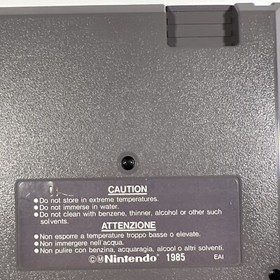 CAUTION
● Do not store in extreme temperatures.
● Do not immerse in water.
● Do not clean with benzene, thinner, alcohol or other such
solvents.
ATTENZIONE
● Non esporre a temperature troppo basse o elevate.
● Non immergere nell'acqua.
● Non pulire con benzina, acquaragia, alcool o altri solventi.
©Ⓜ Nintendo 1985 EAI